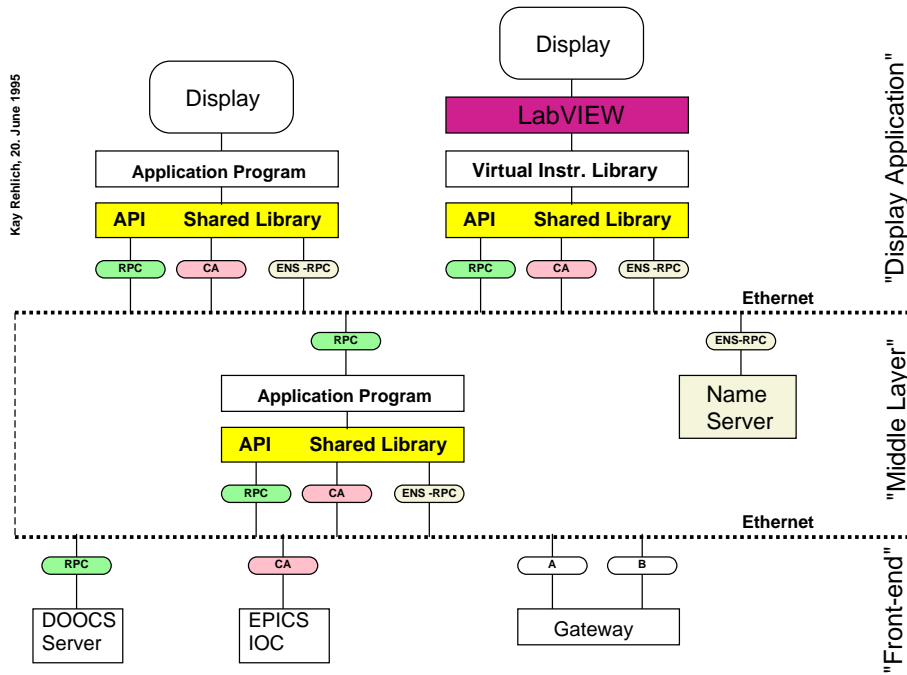 Kay Rehlich, 20. June 1995
Display
Display
LabVIEW
Application Program
Virtual Instr. Library
API Shared Library
API Shared Library
RPC
CA
ENS -RPC
RPC
CA
ENS -RPC
"Display Application"
Ethernet
RPC
ENS-RPC
Application Program
Name
Server
API Shared Library
RPC
CA
ENS -RPC
"Middle Layer"
Ethernet
RPC
CA
A
B
DOOCS
Server
EPICS
IOC
Gateway
"Front-end"